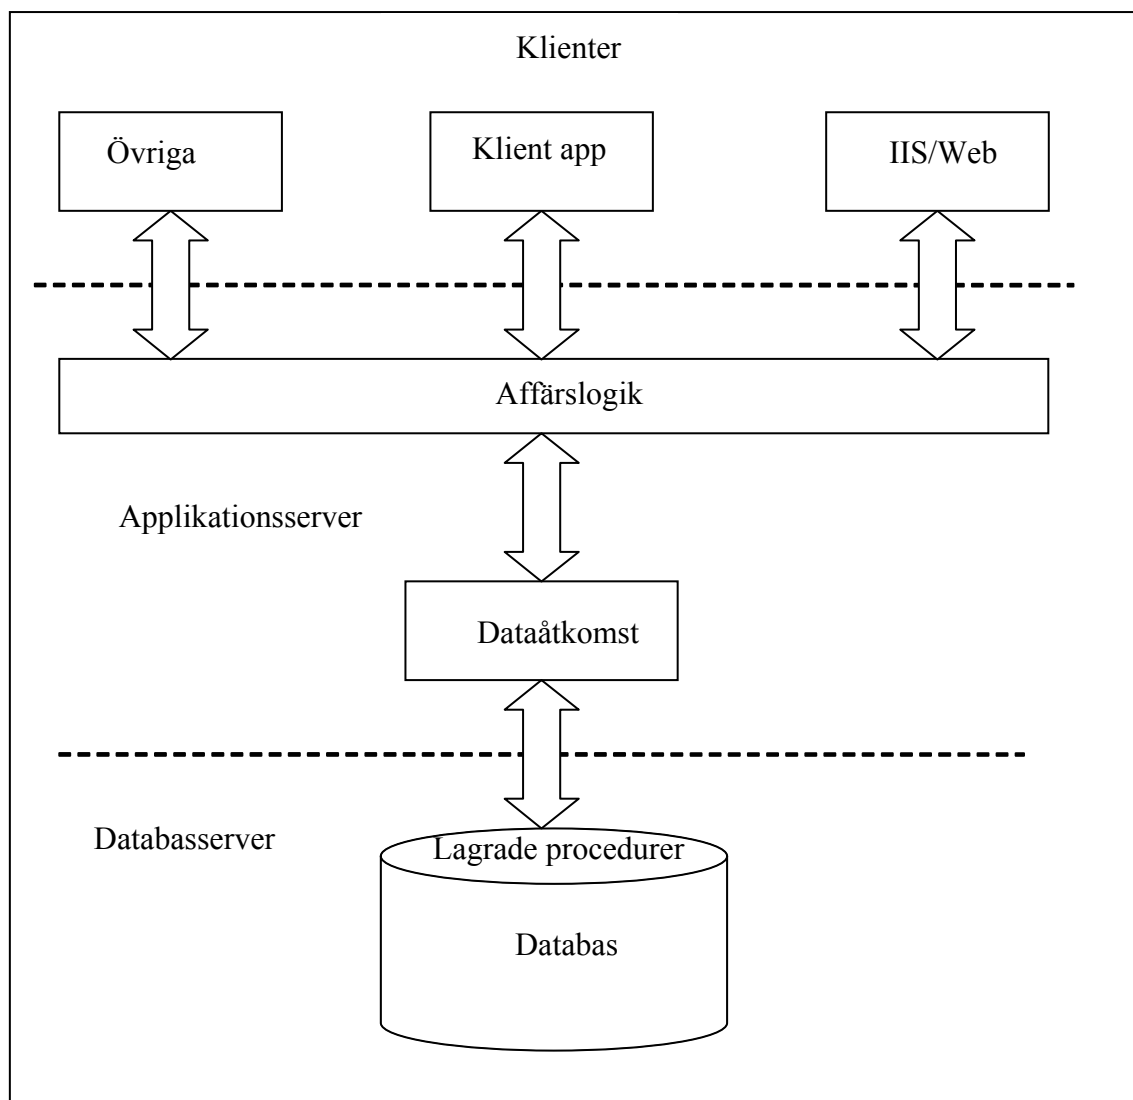 Klienter
Övriga
Klient app
IIS/Web
Affärslogik
Applikationsserver
Dataåtkomst
Databasserver
Lagrade procedurer
Databas